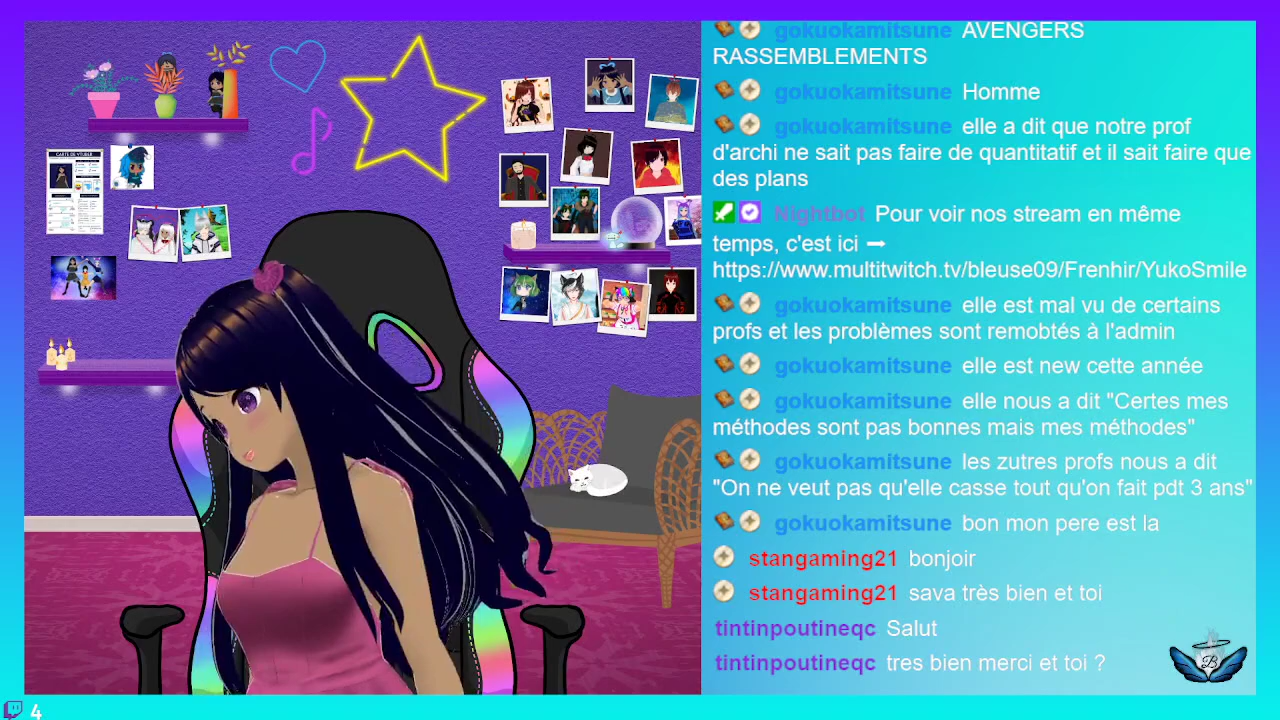 gokuokamitsune AVENGERS
RASSEMBLEMENTS
gokuokamitsune Homme
gokuokamitsune elle a dit que notre prof
d'archi ne sait pas faire de quantitatif et il sait faire que
des plans
Nightbot Pour voir nos stream en même
temps, c'est ici ➞
https://www.multitwitch.tv/bleuse09/Frenhir/YukoSmile
gokuokamitsune elle est mal vu de certains
profs et les problèmes sont remobtés à l'admin
gokuokamitsune elle est new cette année
gokuokamitsune elle nous a dit "Certes mes
méthodes sont pas bonnes mais mes méthodes"
gokuokamitsune les zutres profs nous a dit
"On ne veut pas qu'elle casse tout qu'on fait pdt 3 ans"
gokuokamitsune bon mon pere est la
stangaming21 bonjoir
stangaming21 sava très bien et toi
tintinpoutineqc Salut
tintinpoutineqc tres bien merci et toi ?
CARTE DE VTUBER
B
4